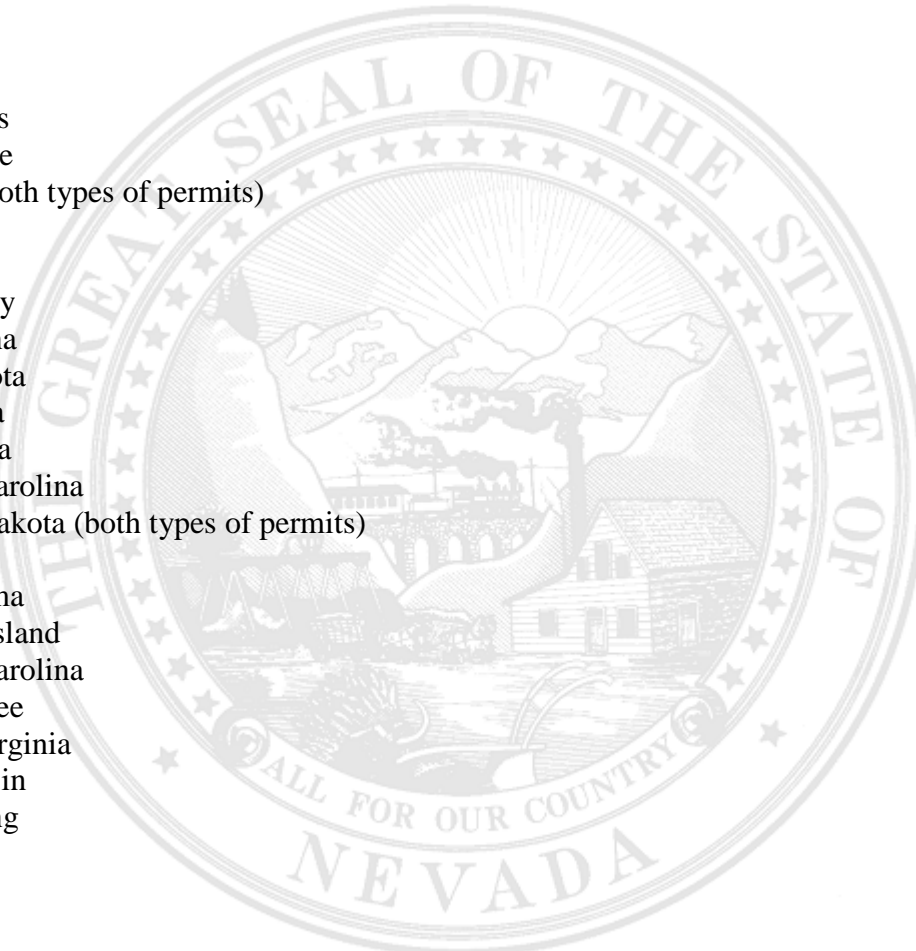 s
e
oth types of permits)
y
na
ota
a
a
arolina
akota (both types of permits)
na
sland
arolina
ee
rginia
in
ng
THE GREAT SEAL OF THE STATE OF
NEVADA
ALL FOR OUR COUNTRY